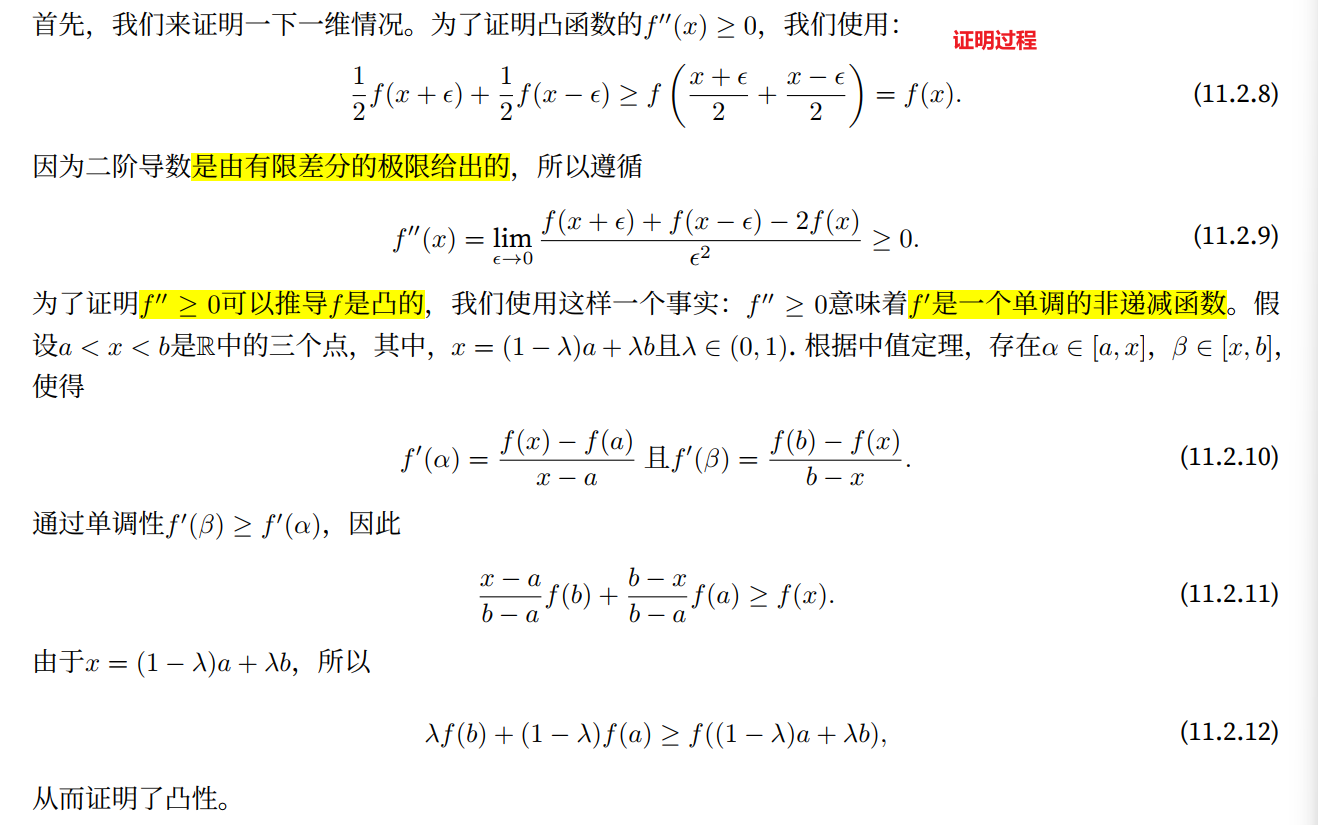 首先，我们来证明一下一维情况。为了证明凸函数的$f''(x) \geq 0$，我们使用：
证明过程
$\frac{1}{2}f(x+\epsilon) + \frac{1}{2}f(x-\epsilon) \geq f\left(\frac{x+\epsilon}{2} + \frac{x-\epsilon}{2}\right) = f(x).$ (11.2.8)
因为二阶导数是由有限差分的极限给出的，所以遵循
$f''(x) = \lim_{\epsilon \to 0} \frac{f(x+\epsilon) + f(x-\epsilon) - 2f(x)}{\epsilon^2} \geq 0.$ (11.2.9)
为了证明$f'' \geq 0$可以推导$f$是凸的，我们使用这样一个事实：$f'' \geq 0$意味着$f'$是一个单调的非递减函数。假
设$a < x < b$是$\mathbb{R}$中的三个点，其中，$x = (1-\lambda)a + \lambda b$且$\lambda \in (0,1)$. 根据中值定理，存在$\alpha \in [a,x]$，$\beta \in [x,b]$，
使得
$f'(\alpha) = \frac{f(x)-f(a)}{x-a}$ 且$f'(\beta) = \frac{f(b)-f(x)}{b-x}.$ (11.2.10)
通过单调性$f'(\beta) \geq f'(\alpha)$，因此
$\frac{x-a}{b-a}f(b) + \frac{b-x}{b-a}f(a) \geq f(x).$ (11.2.11)
由于$x = (1-\lambda)a + \lambda b$，所以
$\lambda f(b) + (1-\lambda)f(a) \geq f((1-\lambda)a + \lambda b),$ (11.2.12)
从而证明了凸性。